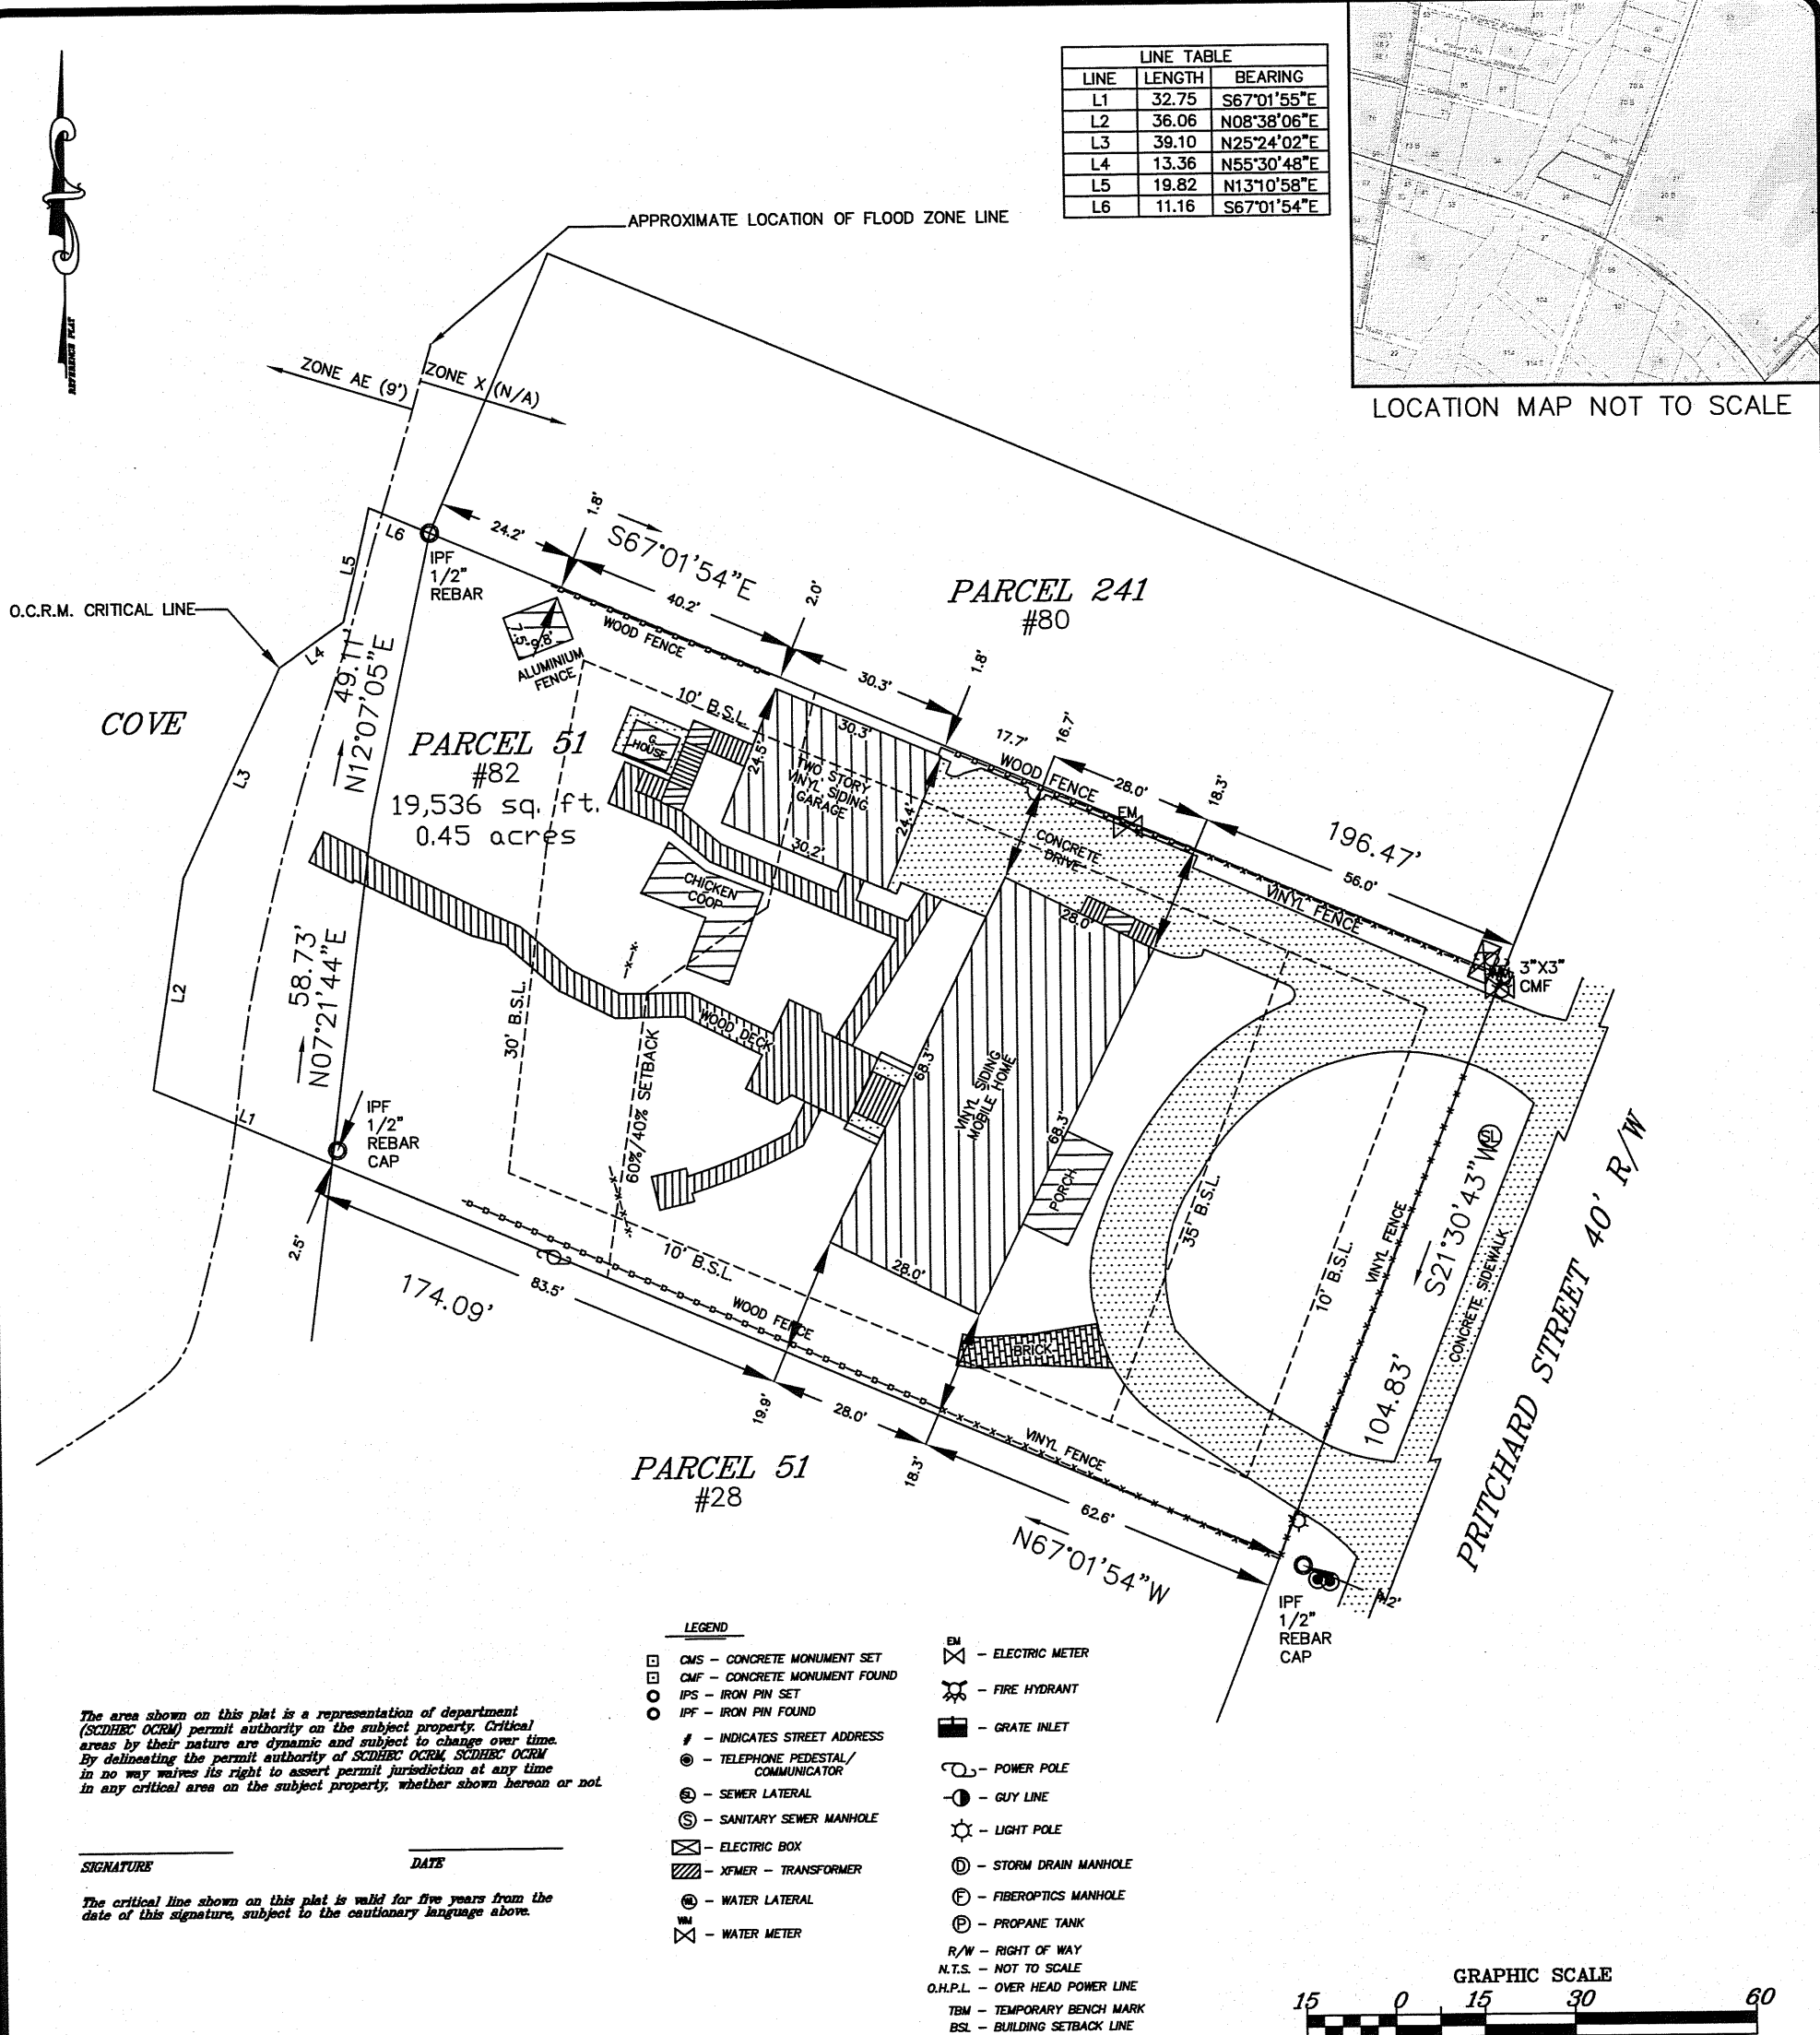 LINE TABLE
LINE LENGTH BEARING
L1 32.75 S67°01'55"E
L2 36.06 N08°38'06"E
L3 39.10 N25°24'02"E
L4 13.36 N55°30'48"E
L5 19.82 N13°10'58"E
L6 11.16 S67°01'54"E
LOCATION MAP NOT TO SCALE
REFERENCE PLAT
APPROXIMATE LOCATION OF FLOOD ZONE LINE
ZONE AE (9')
ZONE X (N/A)
L6
IPF
1/2"
REBAR
24.2'
1.8'
S67°01'54"E
40.2'
2.0'
WOOD FENCE
PARCEL 241
#80
30.3'
1.8'
L5
O.C.R.M. CRITICAL LINE
L4
49.11'
N12°07'05"E
7.5'
9.8'
ALUMINIUM
FENCE
10' B.S.L.
COVE
PARCEL 51
#82
19,536 sq. ft.
0.45 acres
L3
G.
HOUSE
24.5'
30.3'
TWO STORY
VINYL SIDING
GARAGE
24.4'
30.2'
17.7'
16.7'
WOOD FENCE
28.0'
18.3'
EM
CONCRETE
DRIVE
196.47'
56.0'
VINYL FENCE
3"X3"
CMF
CHICKEN
COOP
28.0'
L2
58.73'
N07°21'44"E
30' B.S.L.
WOOD DECK
60%/40% SETBACK
68.3'
VINYL SIDING
MOBILE HOME
68.3'
PORCH
35' B.S.L.
10' B.S.L.
VINYL FENCE
S21°30'43"W
SL
CONCRETE SIDEWALK
104.83'
PRITCHARD STREET 40' R/W
L1
IPF
1/2"
REBAR
CAP
2.5'
174.09'
83.5'
10' B.S.L.
WOOD FENCE
28.0'
BRICK
19.9'
28.0'
18.3'
VINYL FENCE
62.6'
N67°01'54"W
PARCEL 51
#28
IPF
1/2"
REBAR
CAP
LEGEND
CMS – CONCRETE MONUMENT SET
CMF – CONCRETE MONUMENT FOUND
IPS – IRON PIN SET
IPF – IRON PIN FOUND
# – INDICATES STREET ADDRESS
– TELEPHONE PEDESTAL/
COMMUNICATOR
SL – SEWER LATERAL
S – SANITARY SEWER MANHOLE
– ELECTRIC BOX
– XFMER – TRANSFORMER
WL – WATER LATERAL
WM
– WATER METER
EM
– ELECTRIC METER
– FIRE HYDRANT
– GRATE INLET
– POWER POLE
– GUY LINE
– LIGHT POLE
D – STORM DRAIN MANHOLE
F – FIBEROPTICS MANHOLE
P – PROPANE TANK
R/W – RIGHT OF WAY
N.T.S. – NOT TO SCALE
O.H.P.L. – OVER HEAD POWER LINE
TBM – TEMPORARY BENCH MARK
BSL – BUILDING SETBACK LINE
The area shown on this plat is a representation of department
(SCDHEC OCRM) permit authority on the subject property. Critical
areas by their nature are dynamic and subject to change over time.
By delineating the permit authority of SCDHEC OCRM, SCDHEC OCRM
in no way waives its right to assert permit jurisdiction at any time
in any critical area on the subject property, whether shown hereon or not.
SIGNATURE DATE
The critical line shown on this plat is valid for five years from the
date of this signature, subject to the cautionary language above.
GRAPHIC SCALE
15 0 15 30 60